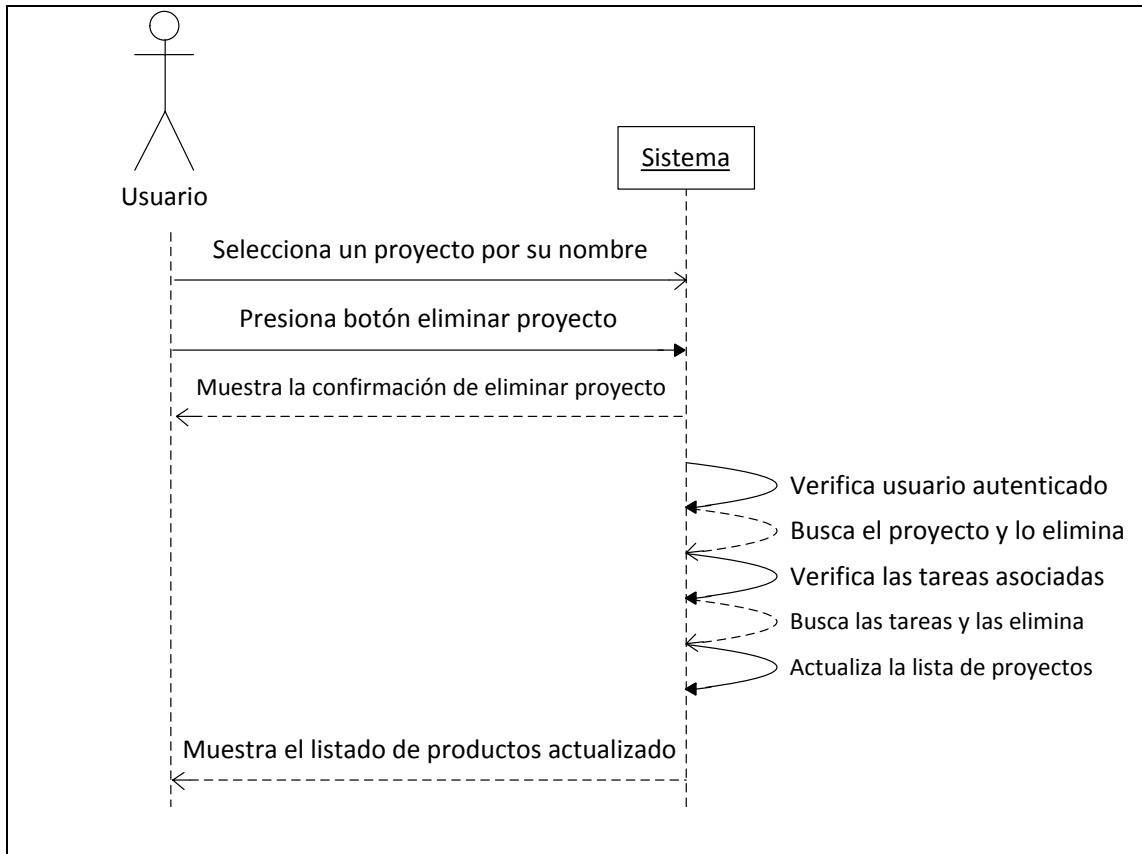 Sistema
Usuario
Selecciona un proyecto por su nombre
Presiona botón eliminar proyecto
Muestra la confirmación de eliminar proyecto
Verifica usuario autenticado
Busca el proyecto y lo elimina
Verifica las tareas asociadas
Busca las tareas y las elimina
Actualiza la lista de proyectos
Muestra el listado de productos actualizado